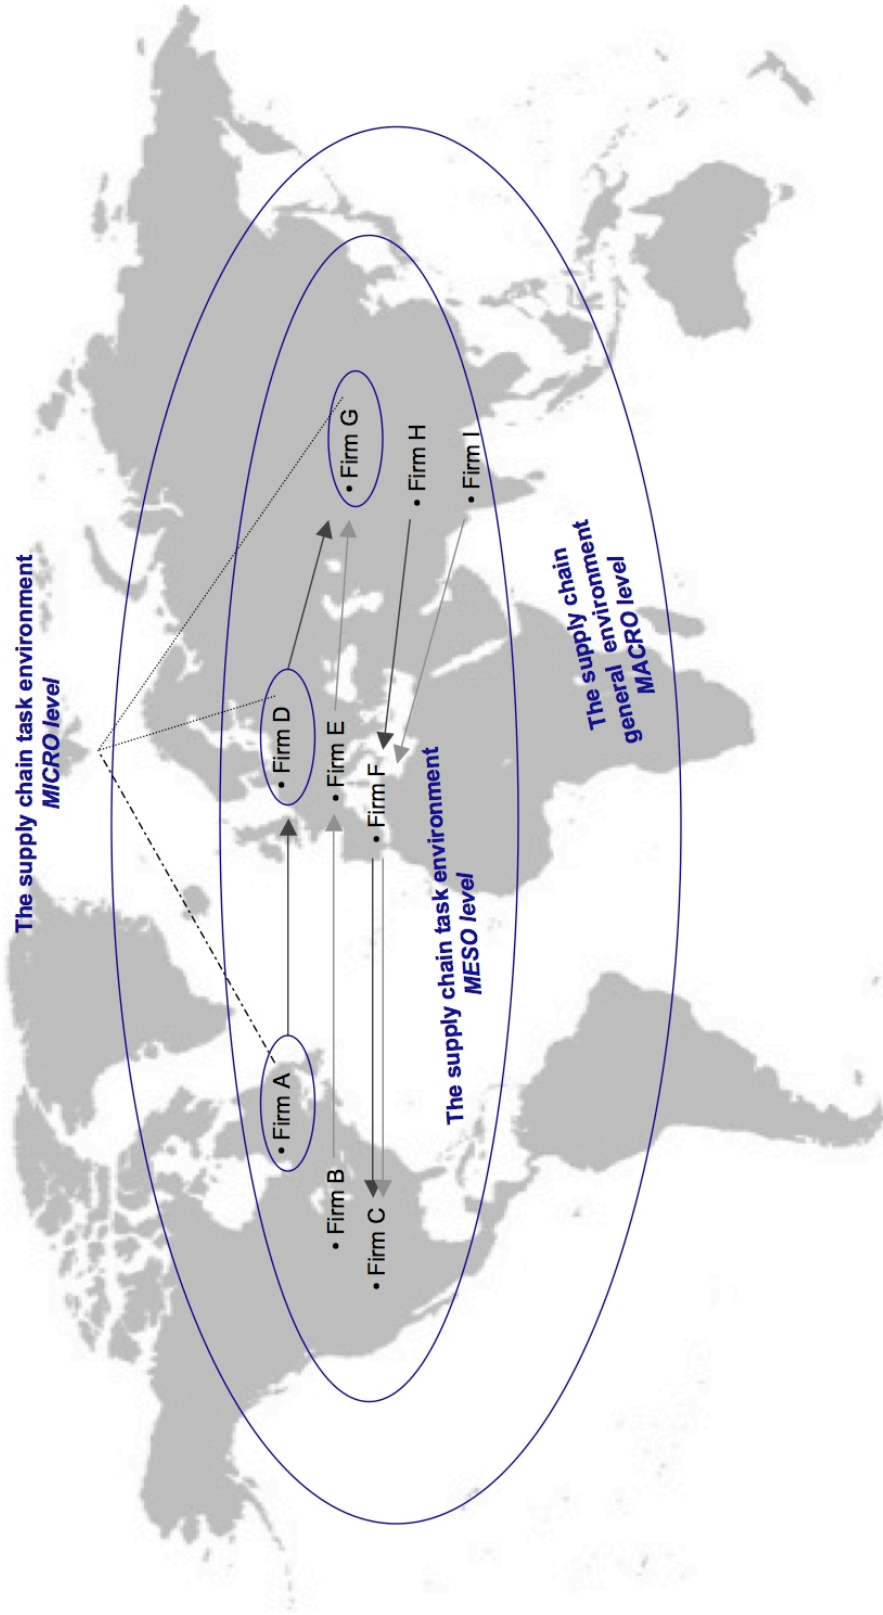 The supply chain task environment
MICRO level
• Firm A
• Firm D
• Firm G
• Firm B
• Firm E
• Firm H
• Firm C
• Firm F
• Firm I
The supply chain task environment
MESO level
The supply chain
general environment
MACRO level